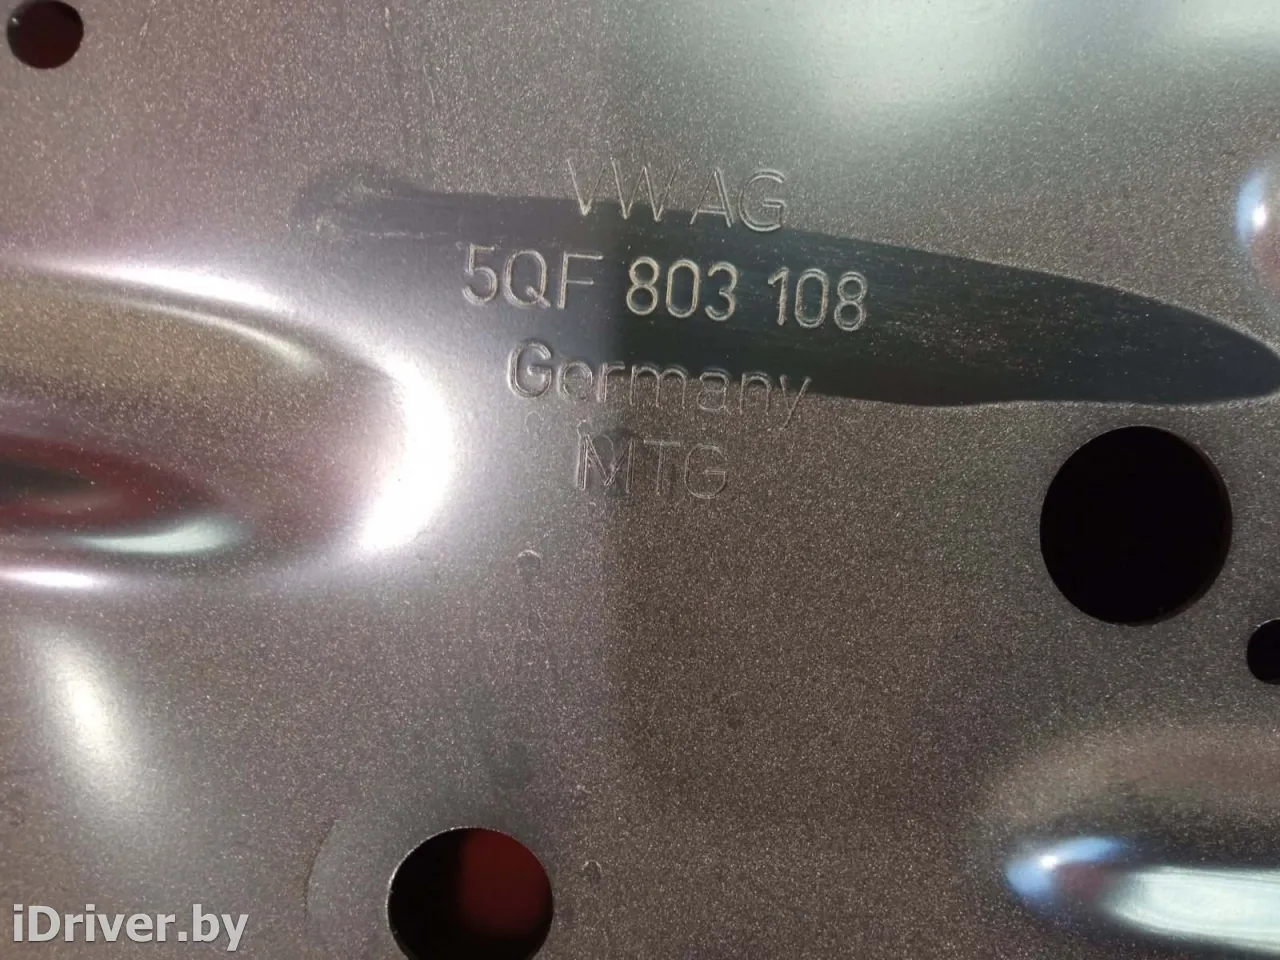 VW AG
5QF 803 108
Germany
MTG
iDriver.by